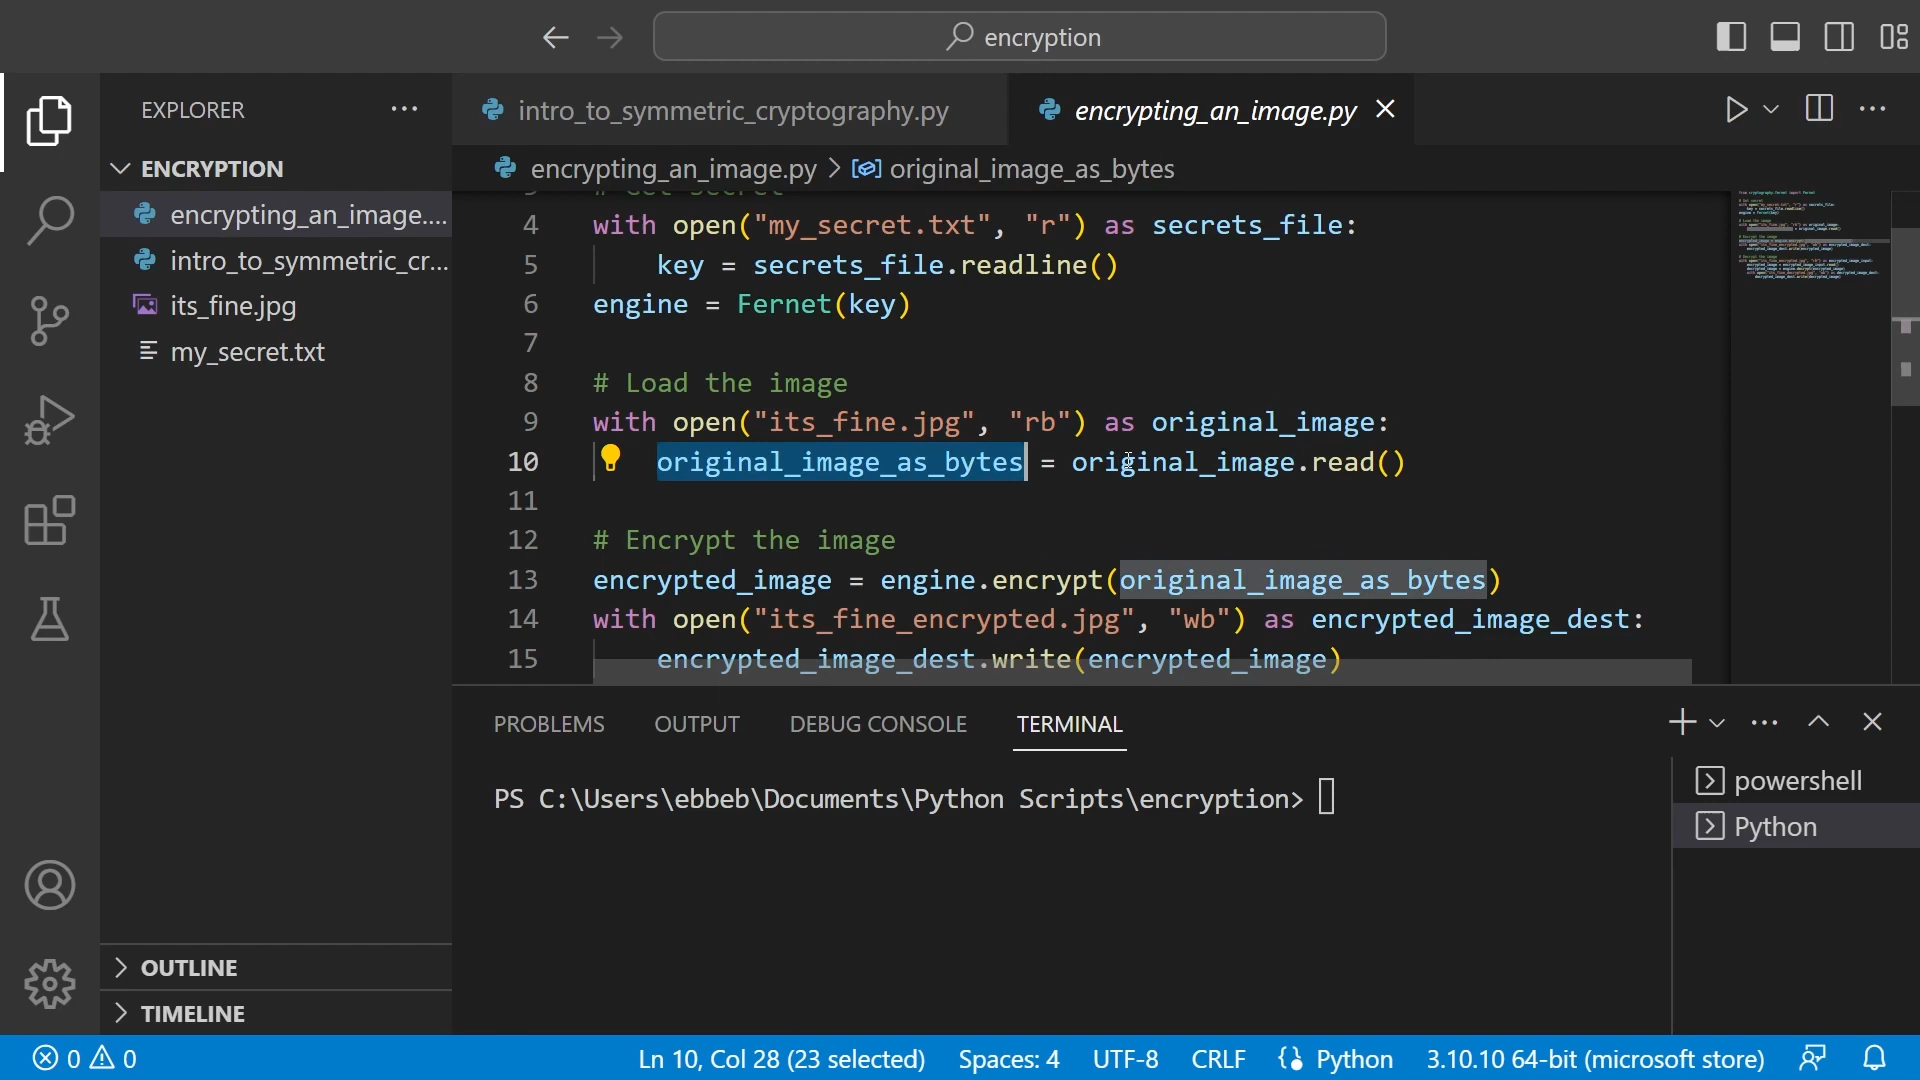 encryption
EXPLORER
intro_to_symmetric_cryptography.py
encrypting_an_image.py
ENCRYPTION
encrypting_an_image.py > original_image_as_bytes
encrypting_an_image....
intro_to_symmetric_cr...
its_fine.jpg
my_secret.txt
4 with open("my_secret.txt", "r") as secrets_file:
5 key = secrets_file.readline()
6 engine = Fernet(key)
7
8 # Load the image
9 with open("its_fine.jpg", "rb") as original_image:
10 original_image_as_bytes = original_image.read()
11
12 # Encrypt the image
13 encrypted_image = engine.encrypt(original_image_as_bytes)
14 with open("its_fine_encrypted.jpg", "wb") as encrypted_image_dest:
15 encrypted_image_dest.write(encrypted_image)
PROBLEMS OUTPUT DEBUG CONSOLE TERMINAL
PS C:\Users\ebbeb\Documents\Python Scripts\encryption>
powershell
Python
OUTLINE
TIMELINE
0 0 Ln 10, Col 28 (23 selected) Spaces: 4 UTF-8 CRLF Python 3.10.10 64-bit (microsoft store)